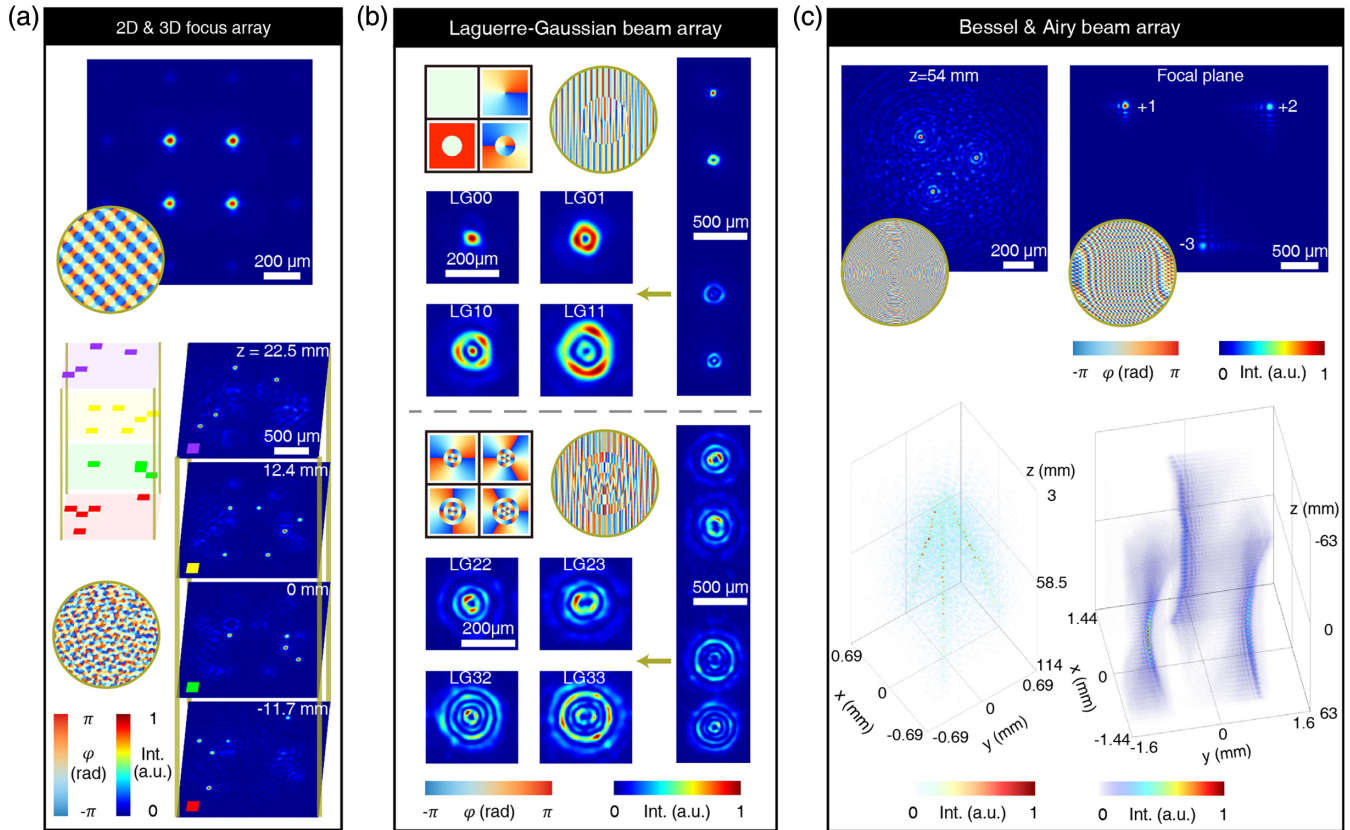 (a)
2D & 3D focus array
200 μm
z = 22.5 mm
500 μm
12.4 mm
0 mm
-11.7 mm
π
φ
(rad)
-π
1
Int.
(a.u.)
0
(b)
Laguerre-Gaussian beam array
LG00
LG01
200μm
LG10
LG11
500 μm
LG22
LG23
200μm
LG32
LG33
500 μm
-π φ (rad) π
0 Int. (a.u.) 1
(c)
Bessel & Airy beam array
z=54 mm
200 μm
Focal plane
+1
+2
-3
500 μm
-π φ (rad) π
0 Int. (a.u.) 1
z (mm)
3
58.5
114
0.69
0
-0.69
x (mm)
-0.69
0
0.69
y (mm)
z (mm)
-63
0
63
1.44
0
-1.44
x (mm)
-1.6
0
1.6
y (mm)
0 Int. (a.u.) 1
0 Int. (a.u.) 1